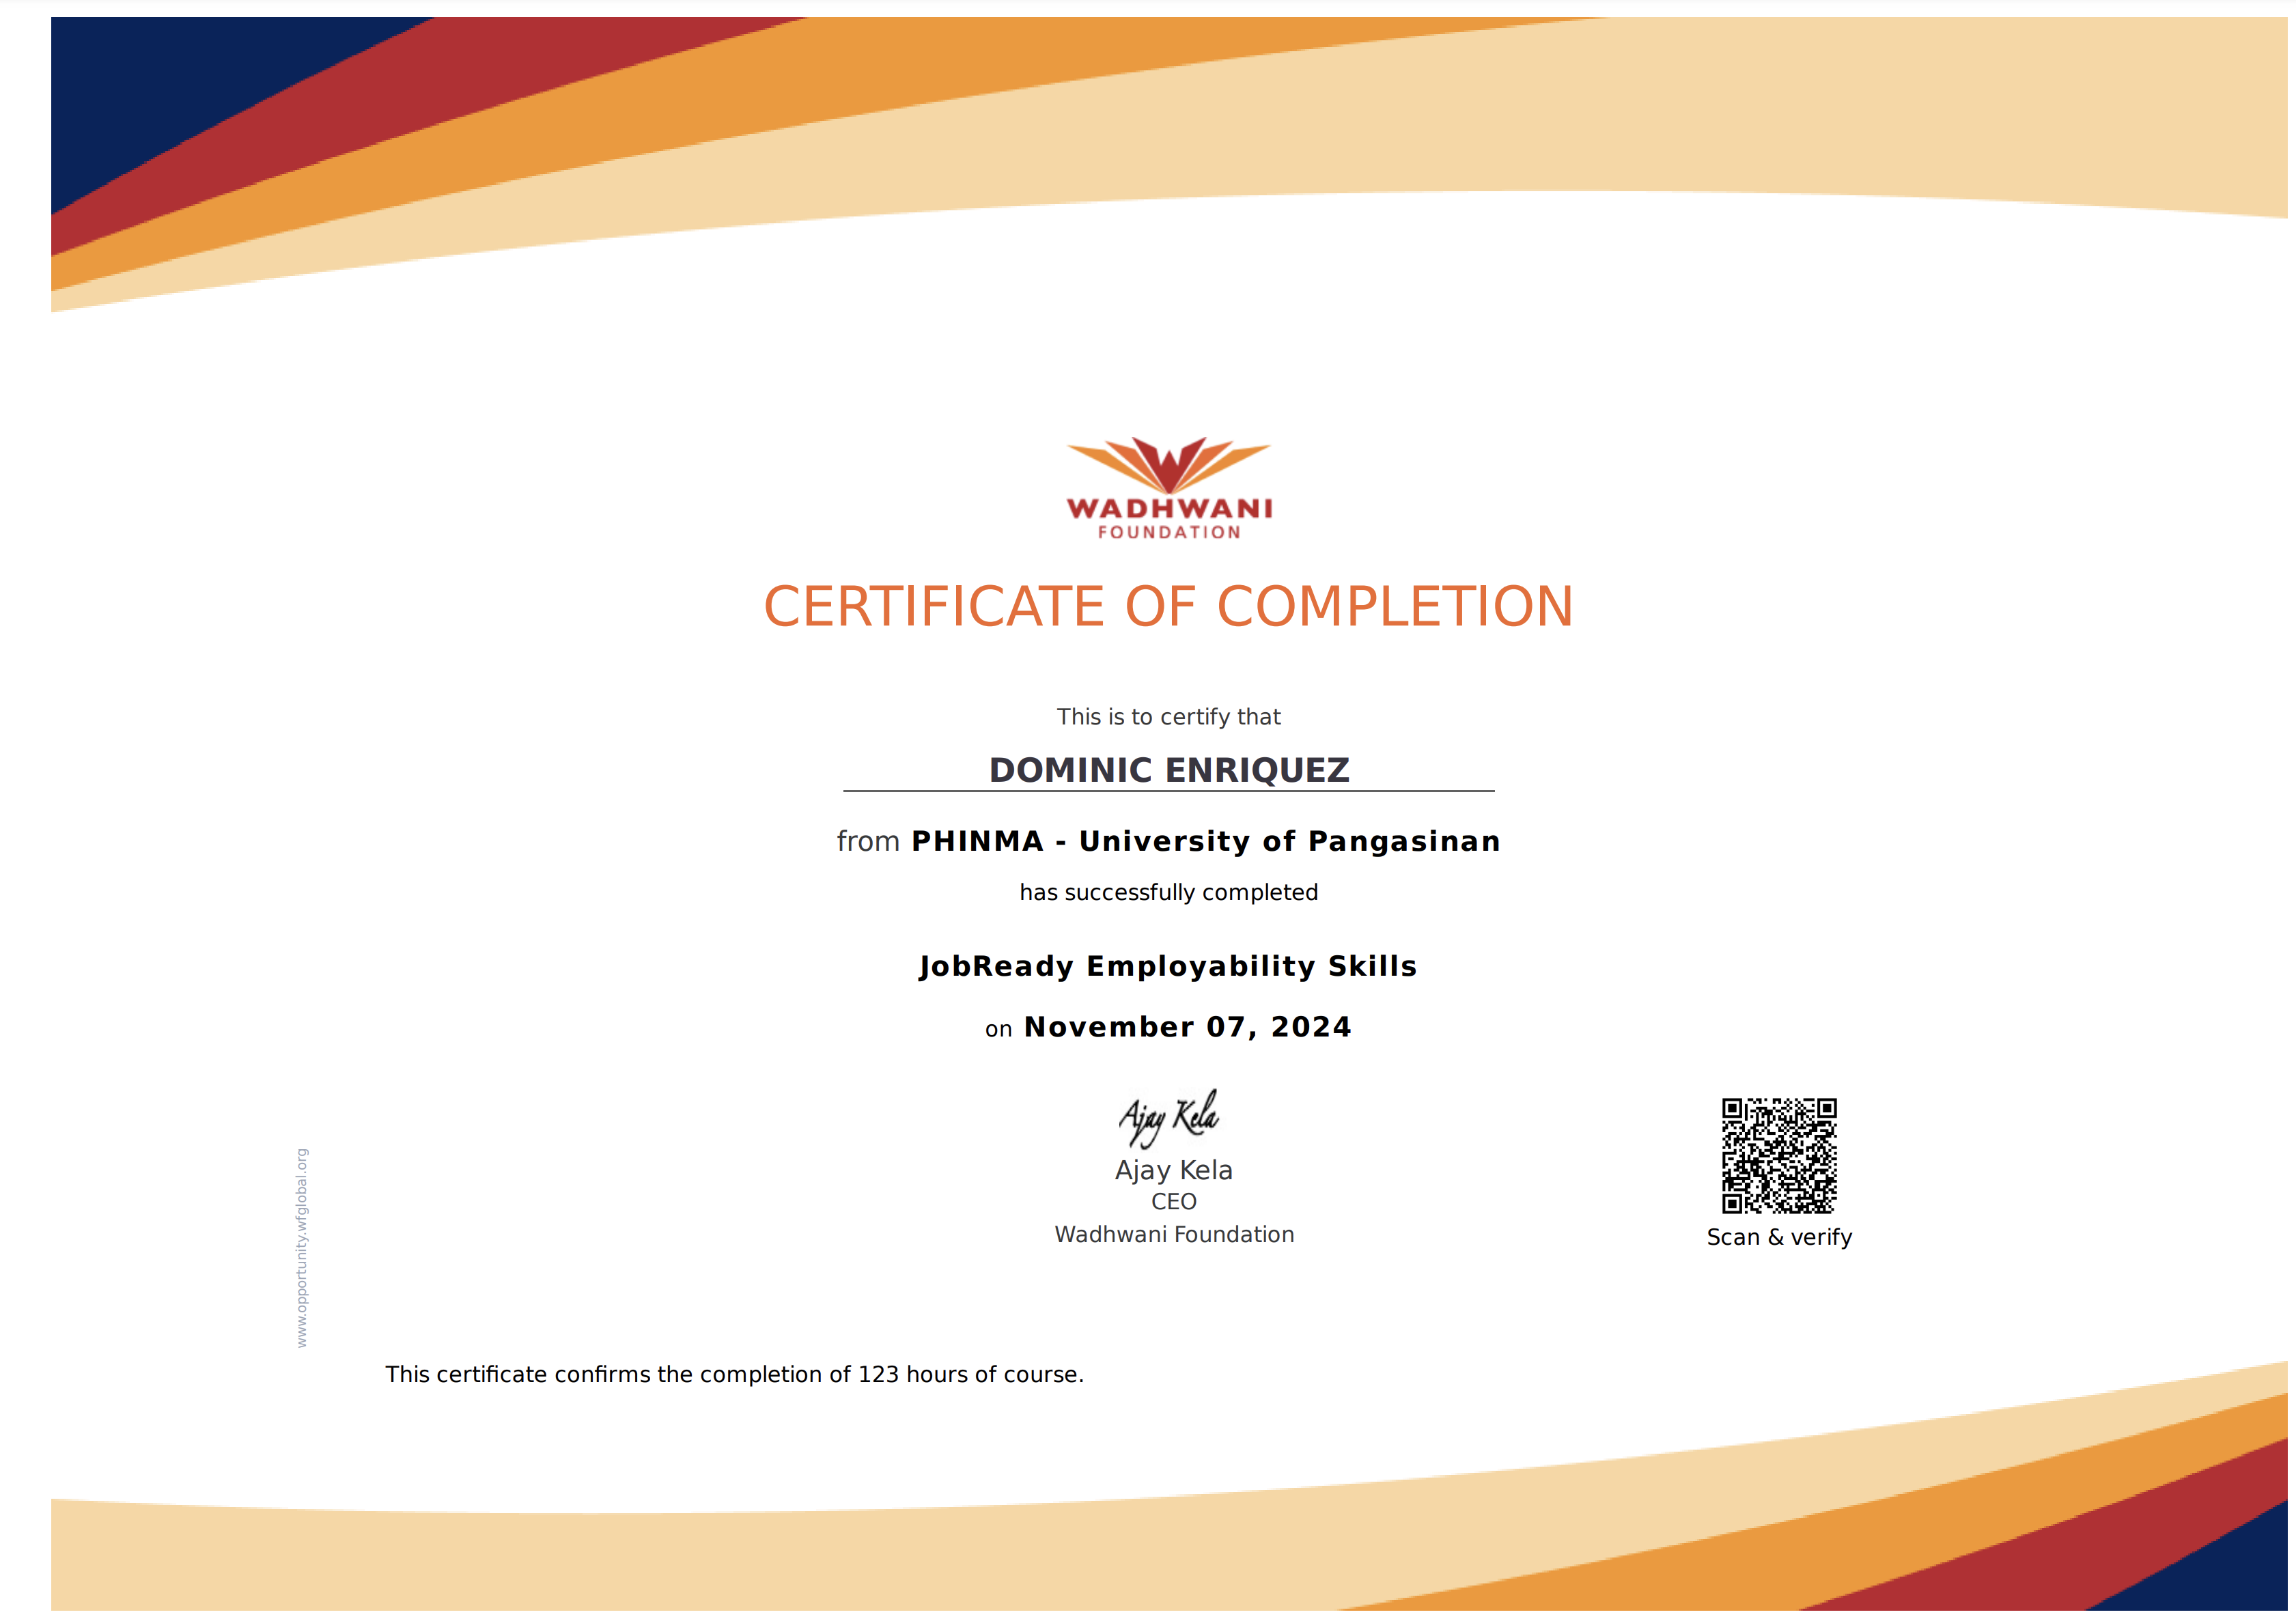 WADHWANI
FOUNDATION
CERTIFICATE OF COMPLETION
This is to certify that
DOMINIC ENRIQUEZ
from PHINMA - University of Pangasinan
has successfully completed
JobReady Employability Skills
on November 07, 2024
Ajay Kela
Ajay Kela
CEO
Wadhwani Foundation
Scan & verify
www.opportunity.wfglobal.org
This certificate confirms the completion of 123 hours of course.